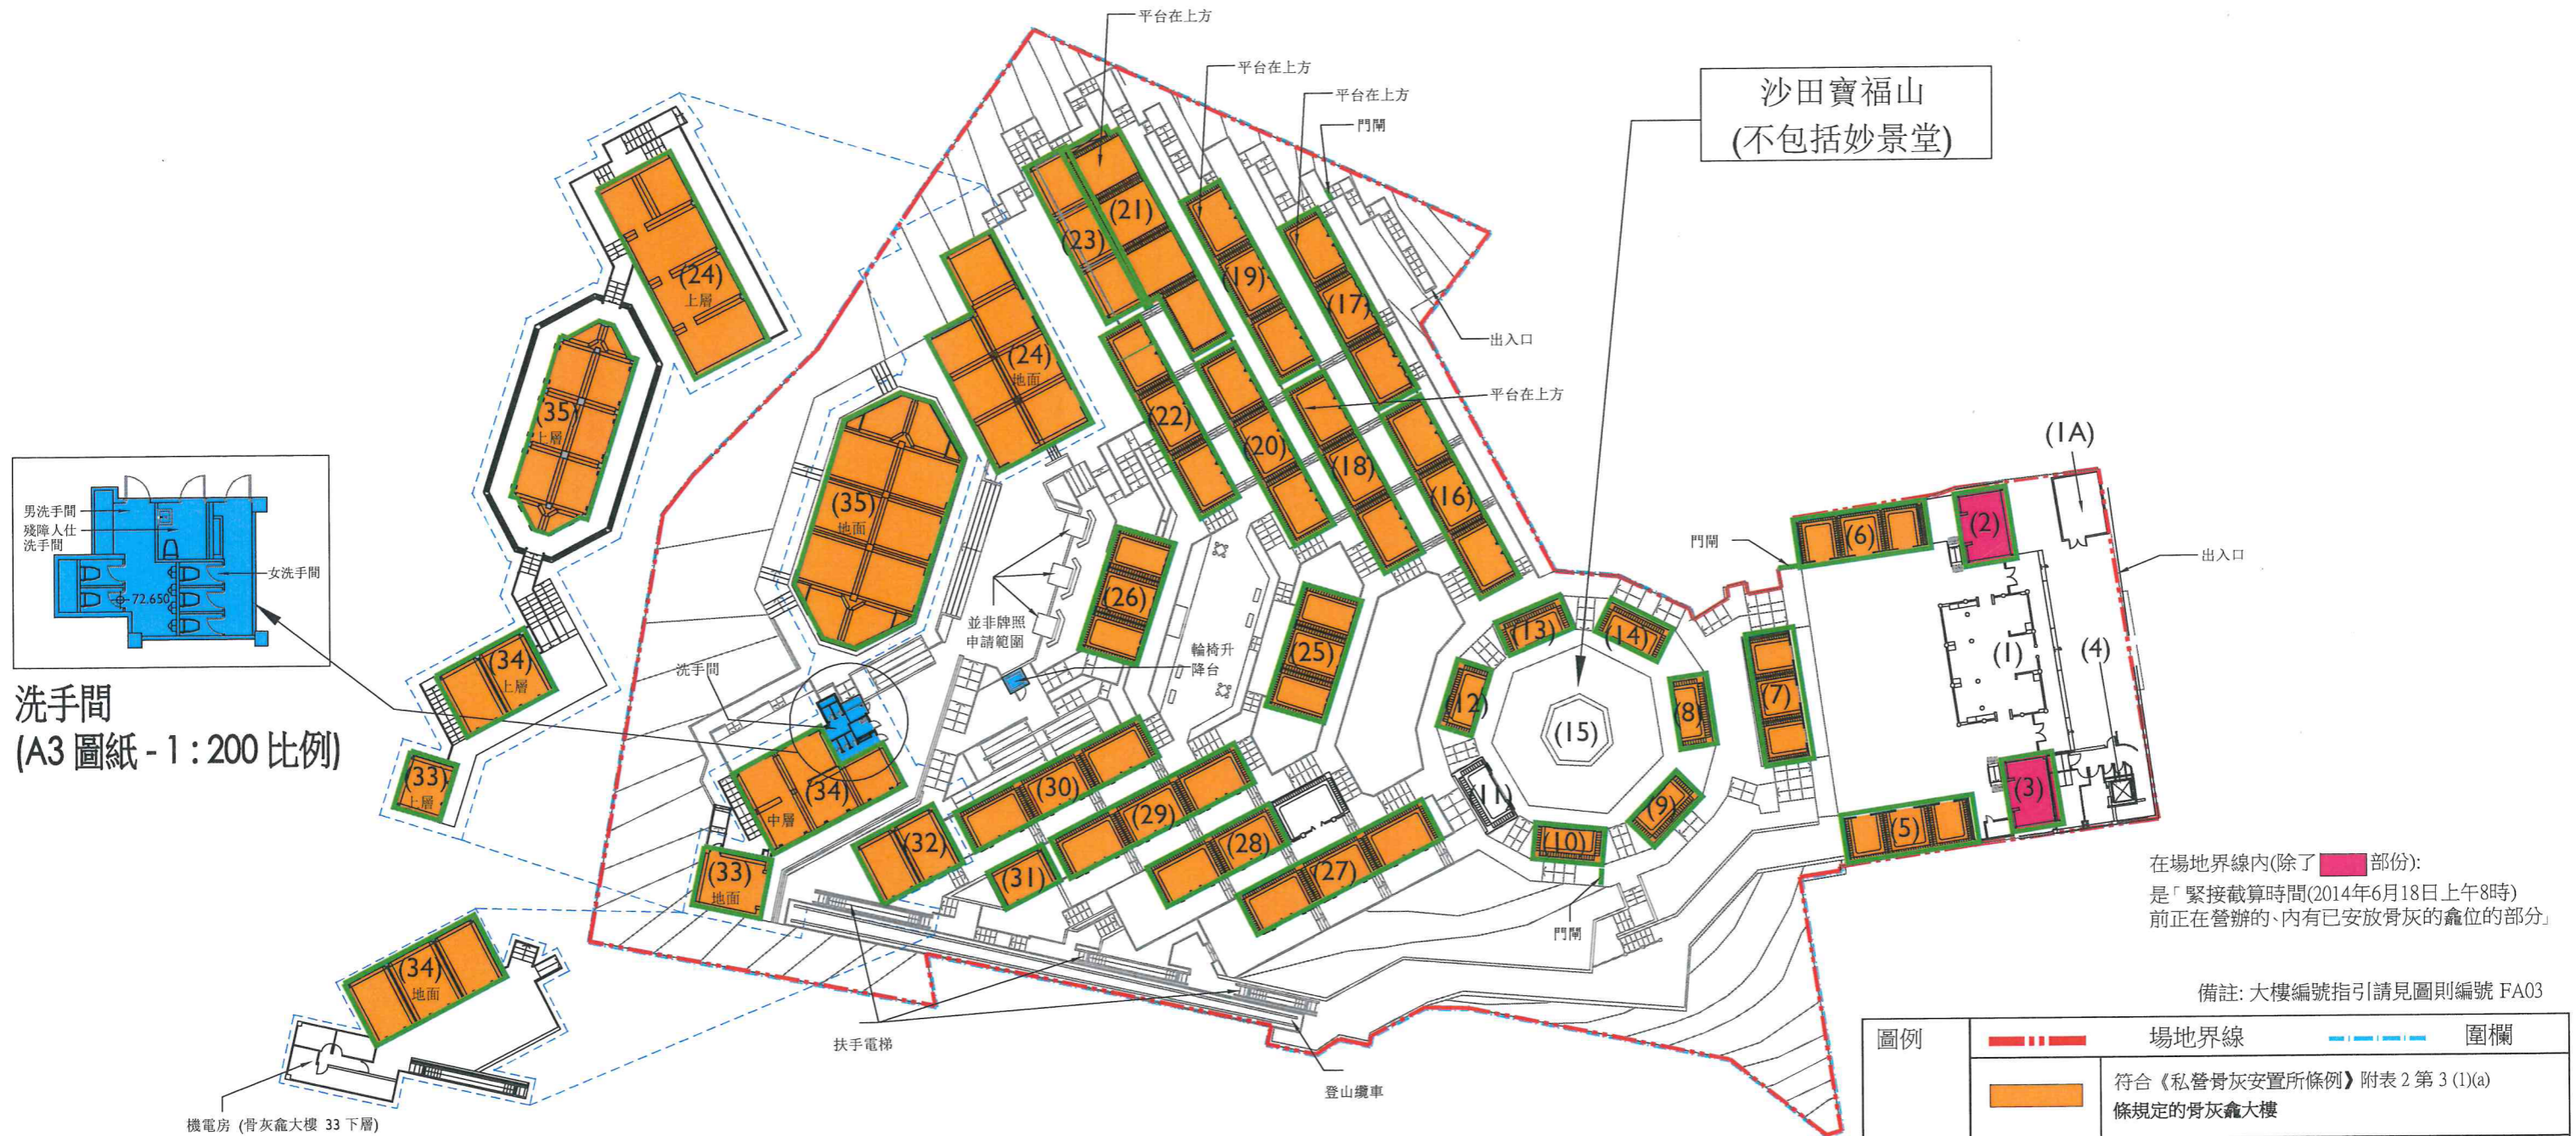 平台在上方
平台在上方
平台在上方
門閘
沙田寶福山
(不包括妙景堂)
(21)
(23)
(19)
(17)
(24)
上層
出入口
(24)
地面
平台在上方
(22)
(20)
(18)
(16)
(35)
上層
(35)
地面
(1A)
(2)
(6)
門閘
出入口
男洗手間
殘障人仕
洗手間
女洗手間
72.650
洗手間
(A3 圖紙 - 1 : 200 比例)
並非牌照
申請範圍
(26)
輪椅升
降台
(25)
(13)
(14)
(12)
(8)
(7)
(15)
(1)
(4)
(34)
上層
洗手間
(33)
上層
(34)
中層
(30)
(29)
(11)
(9)
(10)
(3)
(5)
(32)
(28)
(27)
(31)
(33)
地面
門閘
在場地界線內(除了 部份):
是「緊接截算時間(2014年6月18日上午8時)
前正在營辦的、內有已安放骨灰的龕位的部分」
(34)
地面
備註: 大樓編號指引請見圖則編號 FA03
扶手電梯
登山纜車
機電房 (骨灰龕大樓 33 下層)
圖例
場地界線
圍欄
符合《私營骨灰安置所條例》附表 2 第 3 (1)(a)
條規定的骨灰龕大樓